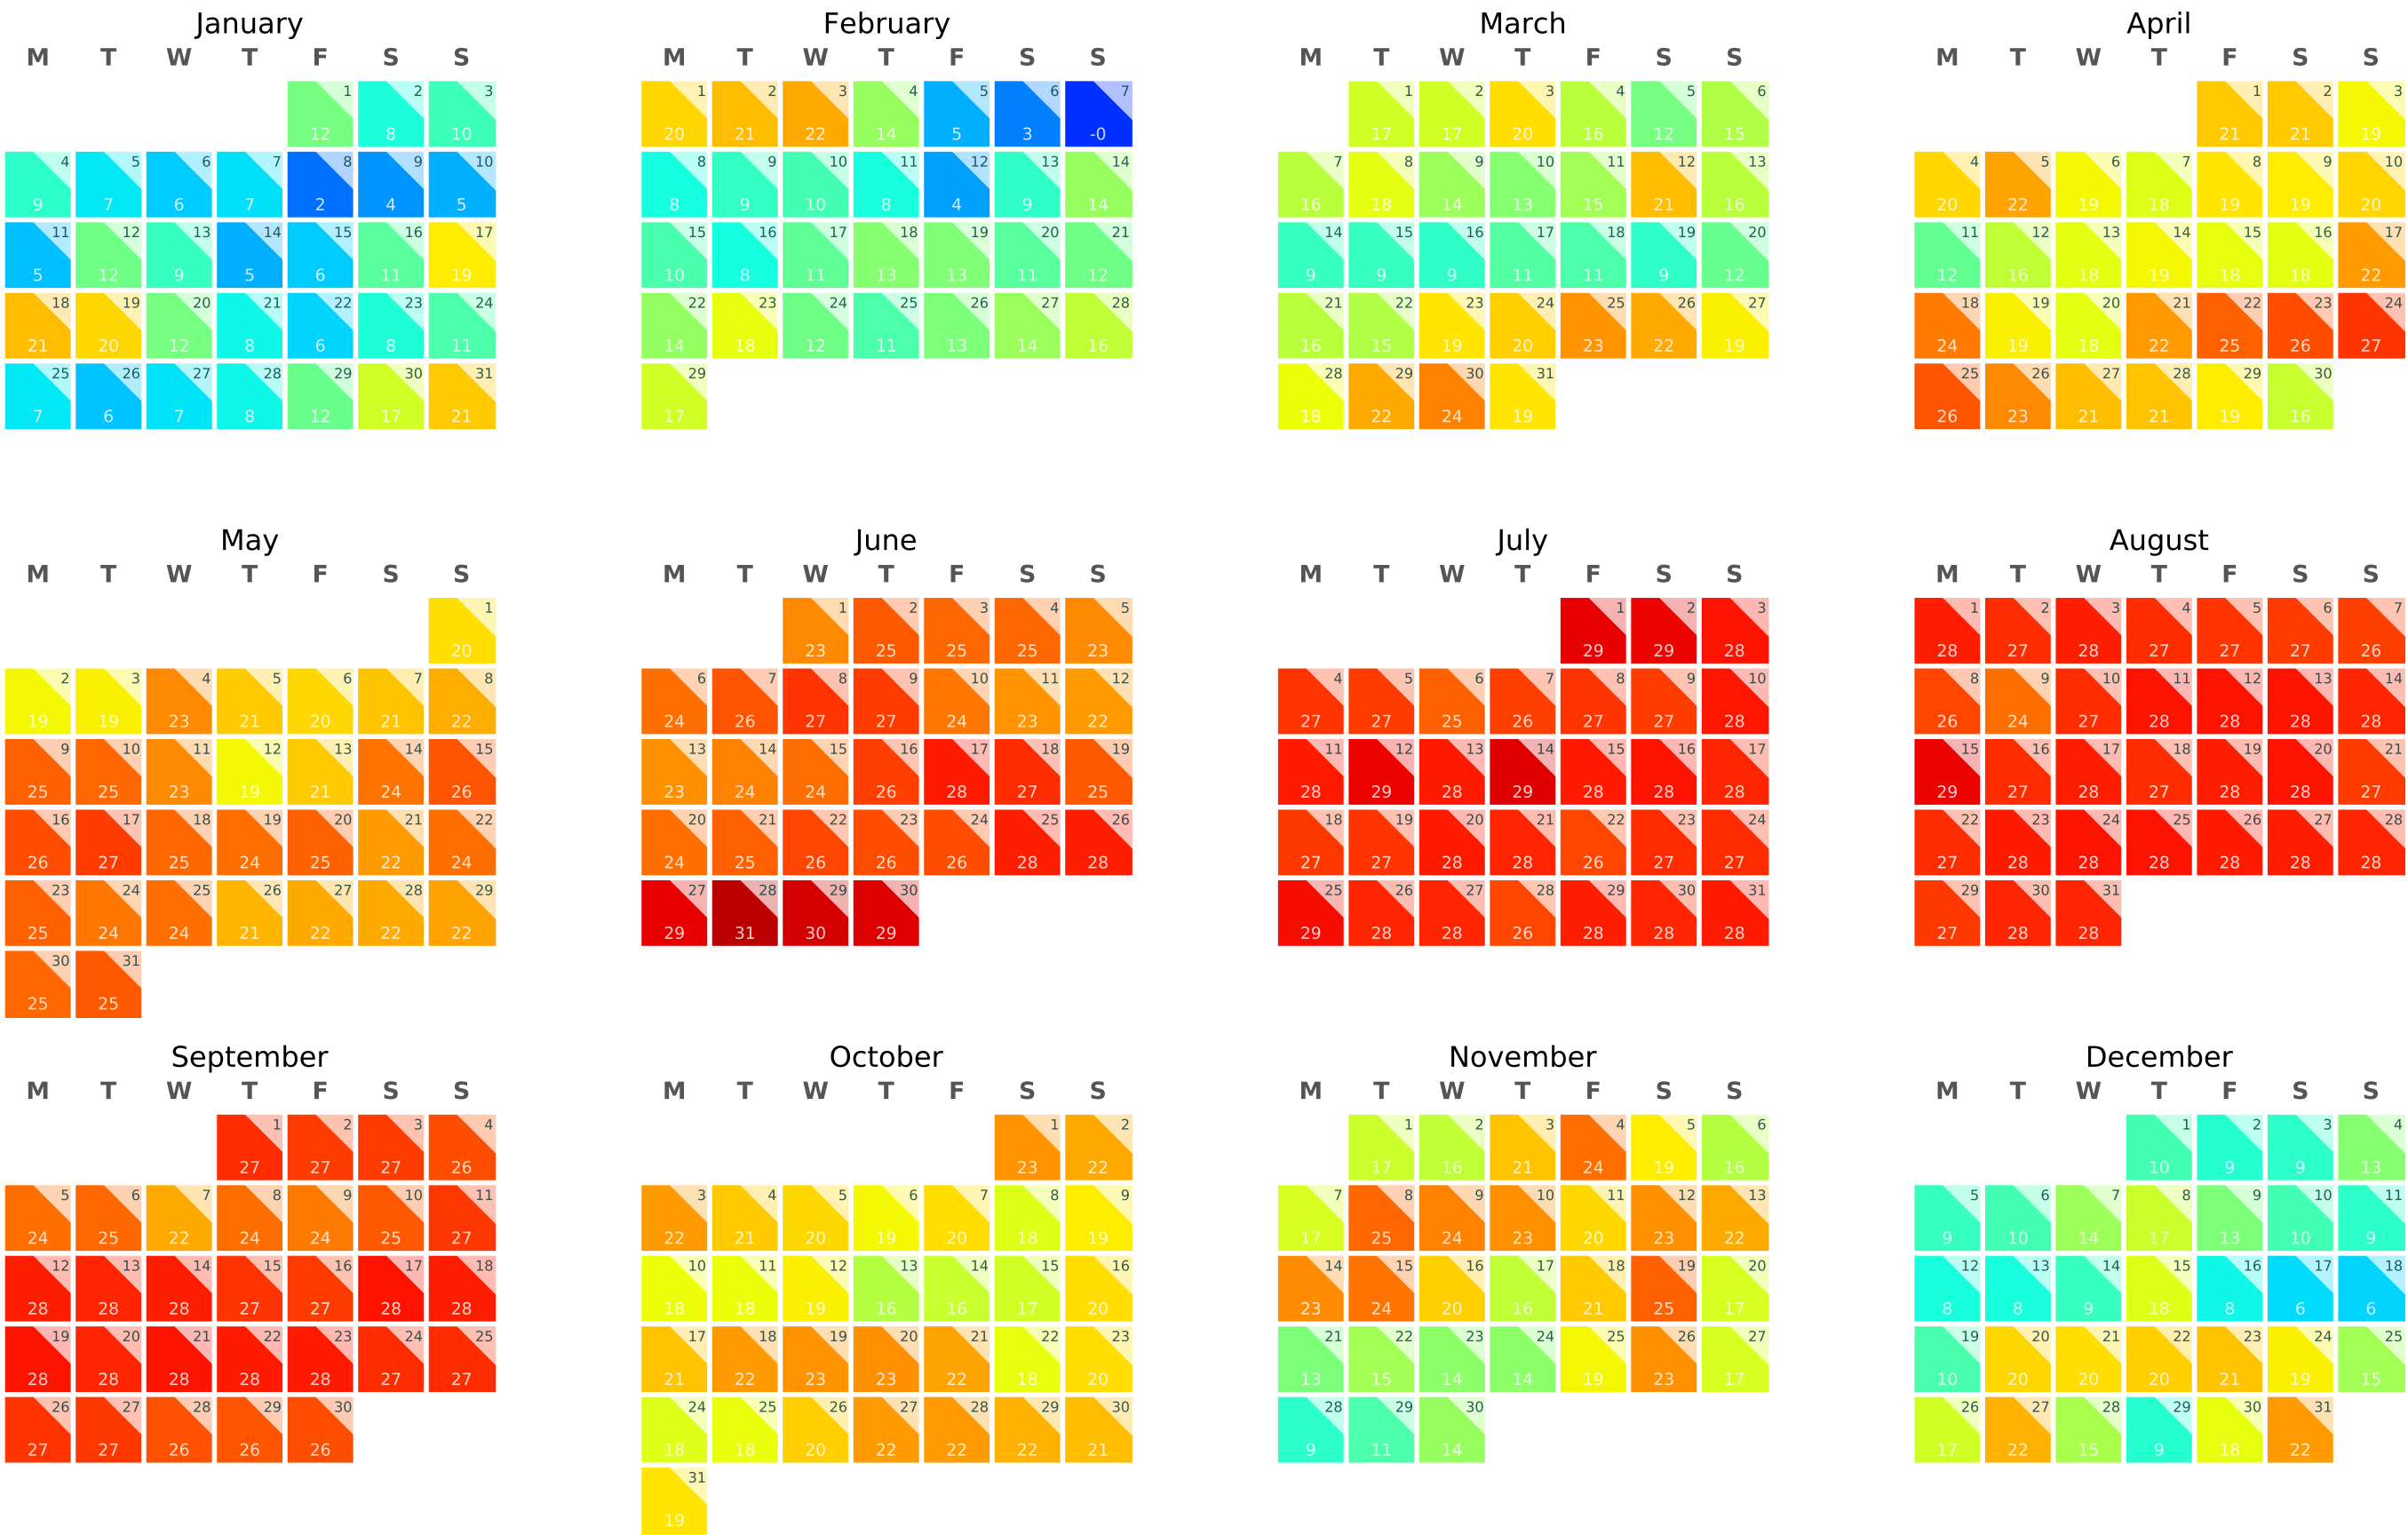 January February March April
M T W T F S S M T W T F S S M T W T F S S M T W T F S S
1 2 3 1 2 3 4 5 6 7 1 2 3 4 5 6 1 2 3
12 8 10 20 21 22 14 5 3 -0 17 17 20 16 12 15 21 21 19
4 5 6 7 8 9 10 8 9 10 11 12 13 14 7 8 9 10 11 12 13 4 5 6 7 8 9 10
9 7 6 7 2 4 5 8 9 10 8 4 9 14 16 18 14 13 15 21 16 20 22 19 18 19 19 20
11 12 13 14 15 16 17 15 16 17 18 19 20 21 14 15 16 17 18 19 20 11 12 13 14 15 16 17
5 12 9 5 6 11 19 10 8 11 13 13 11 12 9 9 9 11 11 9 12 12 16 18 19 18 18 22
18 19 20 21 22 23 24 22 23 24 25 26 27 28 21 22 23 24 25 26 27 18 19 20 21 22 23 24
21 20 12 8 6 8 11 14 18 12 11 13 14 16 16 15 19 20 23 22 19 24 19 18 22 25 26 27
25 26 27 28 29 30 31 29 28 29 30 31 25 26 27 28 29 30
7 6 7 8 12 17 21 17 18 22 24 19 26 23 21 21 19 16
May June July August
M T W T F S S M T W T F S S M T W T F S S M T W T F S S
1 1 2 3 4 5 1 2 3 1 2 3 4 5 6 7
20 23 25 25 25 23 29 29 28 28 27 28 27 27 27 26
2 3 4 5 6 7 8 6 7 8 9 10 11 12 4 5 6 7 8 9 10 8 9 10 11 12 13 14
19 19 23 21 20 21 22 24 26 27 27 24 23 22 27 27 25 26 27 27 28 26 24 27 28 28 28 28
9 10 11 12 13 14 15 13 14 15 16 17 18 19 11 12 13 14 15 16 17 15 16 17 18 19 20 21
25 25 23 19 21 24 26 23 24 24 26 28 27 25 28 29 28 29 28 28 28 29 27 28 27 28 28 27
16 17 18 19 20 21 22 20 21 22 23 24 25 26 18 19 20 21 22 23 24 22 23 24 25 26 27 28
26 27 25 24 25 22 24 24 25 26 26 26 28 28 27 27 28 28 26 27 27 27 28 28 28 28 28 28
23 24 25 26 27 28 29 27 28 29 30 25 26 27 28 29 30 31 29 30 31
25 24 24 21 22 22 22 29 31 30 29 29 28 28 26 28 28 28 27 28 28
30 31
25 25
September October November December
M T W T F S S M T W T F S S M T W T F S S M T W T F S S
1 2 3 4 1 2 1 2 3 4 5 6 1 2 3 4
27 27 27 26 23 22 17 16 21 24 19 16 10 9 9 13
5 6 7 8 9 10 11 3 4 5 6 7 8 9 7 8 9 10 11 12 13 5 6 7 8 9 10 11
24 25 22 24 24 25 27 22 21 20 19 20 18 19 17 25 24 23 20 23 22 9 10 14 17 13 10 9
12 13 14 15 16 17 18 10 11 12 13 14 15 16 14 15 16 17 18 19 20 12 13 14 15 16 17 18
28 28 28 27 27 28 28 18 18 19 16 16 17 20 23 24 20 16 21 25 17 8 8 9 18 8 6 6
19 20 21 22 23 24 25 17 18 19 20 21 22 23 21 22 23 24 25 26 27 19 20 21 22 23 24 25
28 28 28 28 28 27 27 21 22 23 23 22 18 20 13 15 14 14 19 23 17 10 20 20 20 21 19 15
26 27 28 29 30 24 25 26 27 28 29 30 28 29 30 26 27 28 29 30 31
27 27 26 26 26 18 18 20 22 22 22 21 9 11 14 17 22 15 9 18 22
31
19